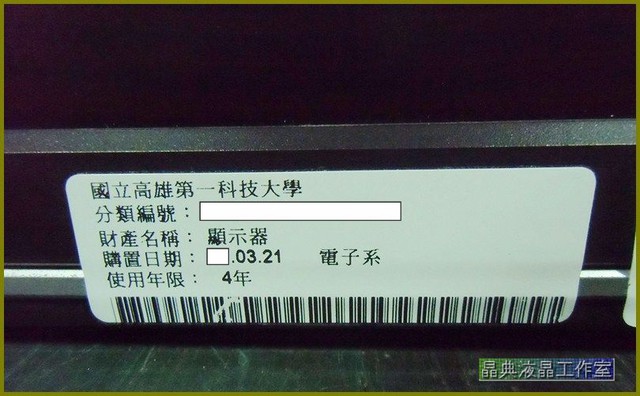 國立高雄第一科技大學
分類編號：
財產名稱： 顯示器
購置日期： .03.21 電子系
使用年限： 4年
晶典液晶工作室